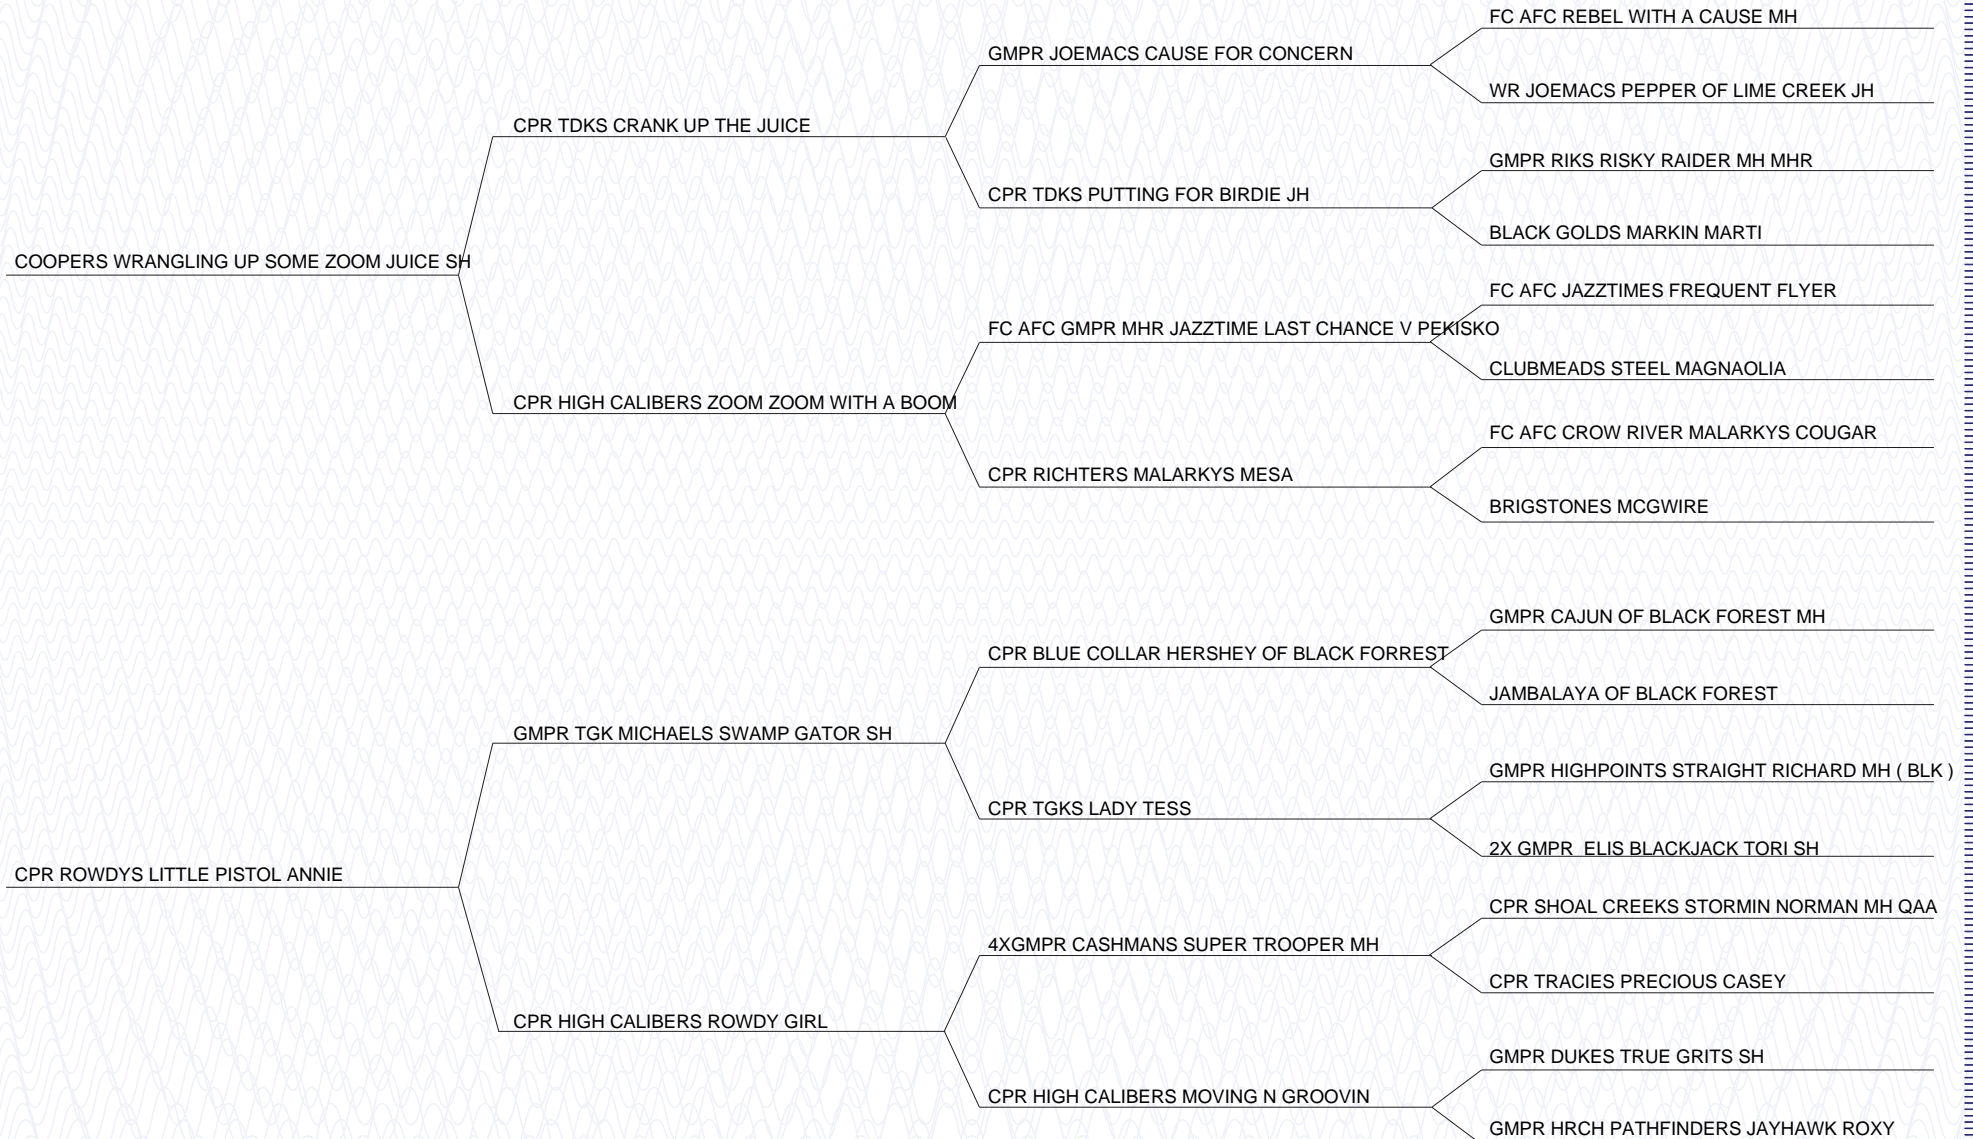 FC AFC REBEL WITH A CAUSE MH
GMPR JOEMACS CAUSE FOR CONCERN
WR JOEMACS PEPPER OF LIME CREEK JH
CPR TDKS CRANK UP THE JUICE
GMPR RIKS RISKY RAIDER MH MHR
CPR TDKS PUTTING FOR BIRDIE JH
BLACK GOLDS MARKIN MARTI
COOPERS WRANGLING UP SOME ZOOM JUICE SH
FC AFC JAZZTIMES FREQUENT FLYER
FC AFC GMPR MHR JAZZTIME LAST CHANCE V PEKISKO
CLUBMEADS STEEL MAGNAOLIA
CPR HIGH CALIBERS ZOOM ZOOM WITH A BOOM
FC AFC CROW RIVER MALARKYS COUGAR
CPR RICHTERS MALARKYS MESA
BRIGSTONES MCGWIRE
GMPR CAJUN OF BLACK FOREST MH
CPR BLUE COLLAR HERSHEY OF BLACK FORREST
JAMBALAYA OF BLACK FOREST
GMPR TGK MICHAELS SWAMP GATOR SH
GMPR HIGHPOINTS STRAIGHT RICHARD MH ( BLK )
CPR TGKS LADY TESS
2X GMPR  ELIS BLACKJACK TORI SH
CPR ROWDYS LITTLE PISTOL ANNIE
CPR SHOAL CREEKS STORMIN NORMAN MH QAA
4XGMPR CASHMANS SUPER TROOPER MH
CPR TRACIES PRECIOUS CASEY
CPR HIGH CALIBERS ROWDY GIRL
GMPR DUKES TRUE GRITS SH
CPR HIGH CALIBERS MOVING N GROOVIN
GMPR HRCH PATHFINDERS JAYHAWK ROXY